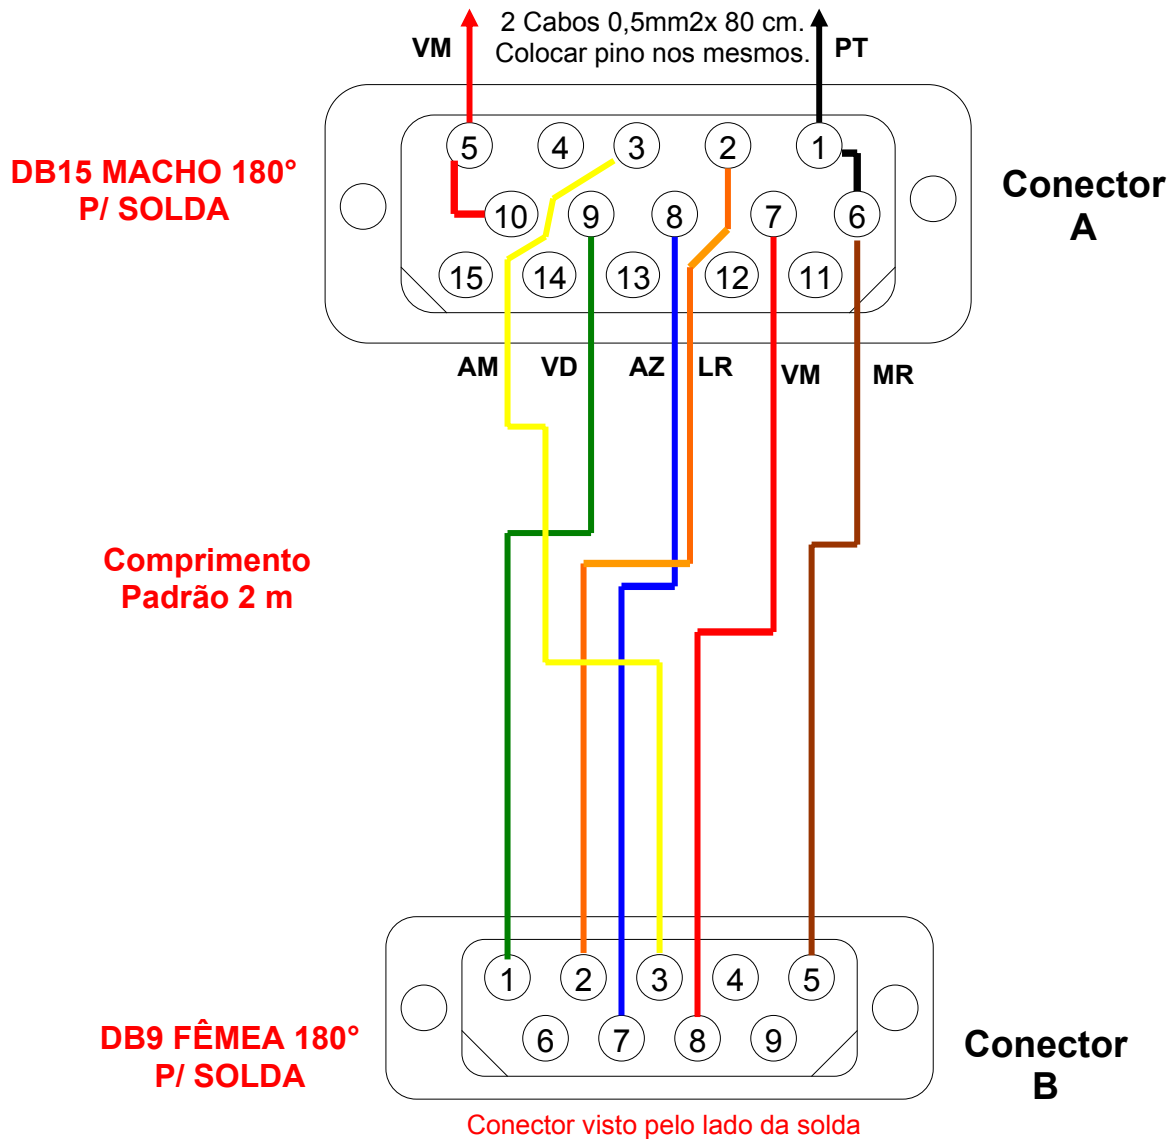 2 Cabos 0,5mm2x 80 cm.
VM
Colocar pino nos mesmos.
PT
5 4 3 2 1
DB15 MACHO 180°
P/ SOLDA
Conector
A
10 9 8 7 6
15 14 13 12 11
AM VD AZ LR VM MR
Comprimento
Padrão 2 m
1 2 3 4 5
6 7 8 9
DB9 FÊMEA 180°
P/ SOLDA
Conector
B
Conector visto pelo lado da solda